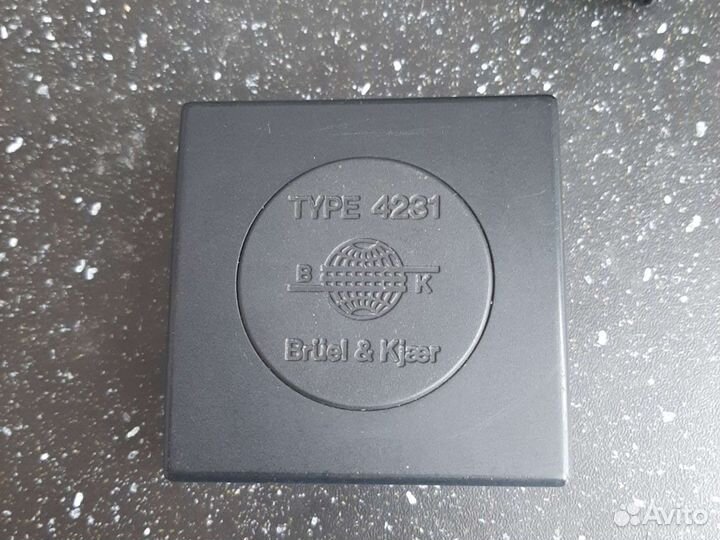 TYPE 4231
B K
Brüel & Kjær
Avito